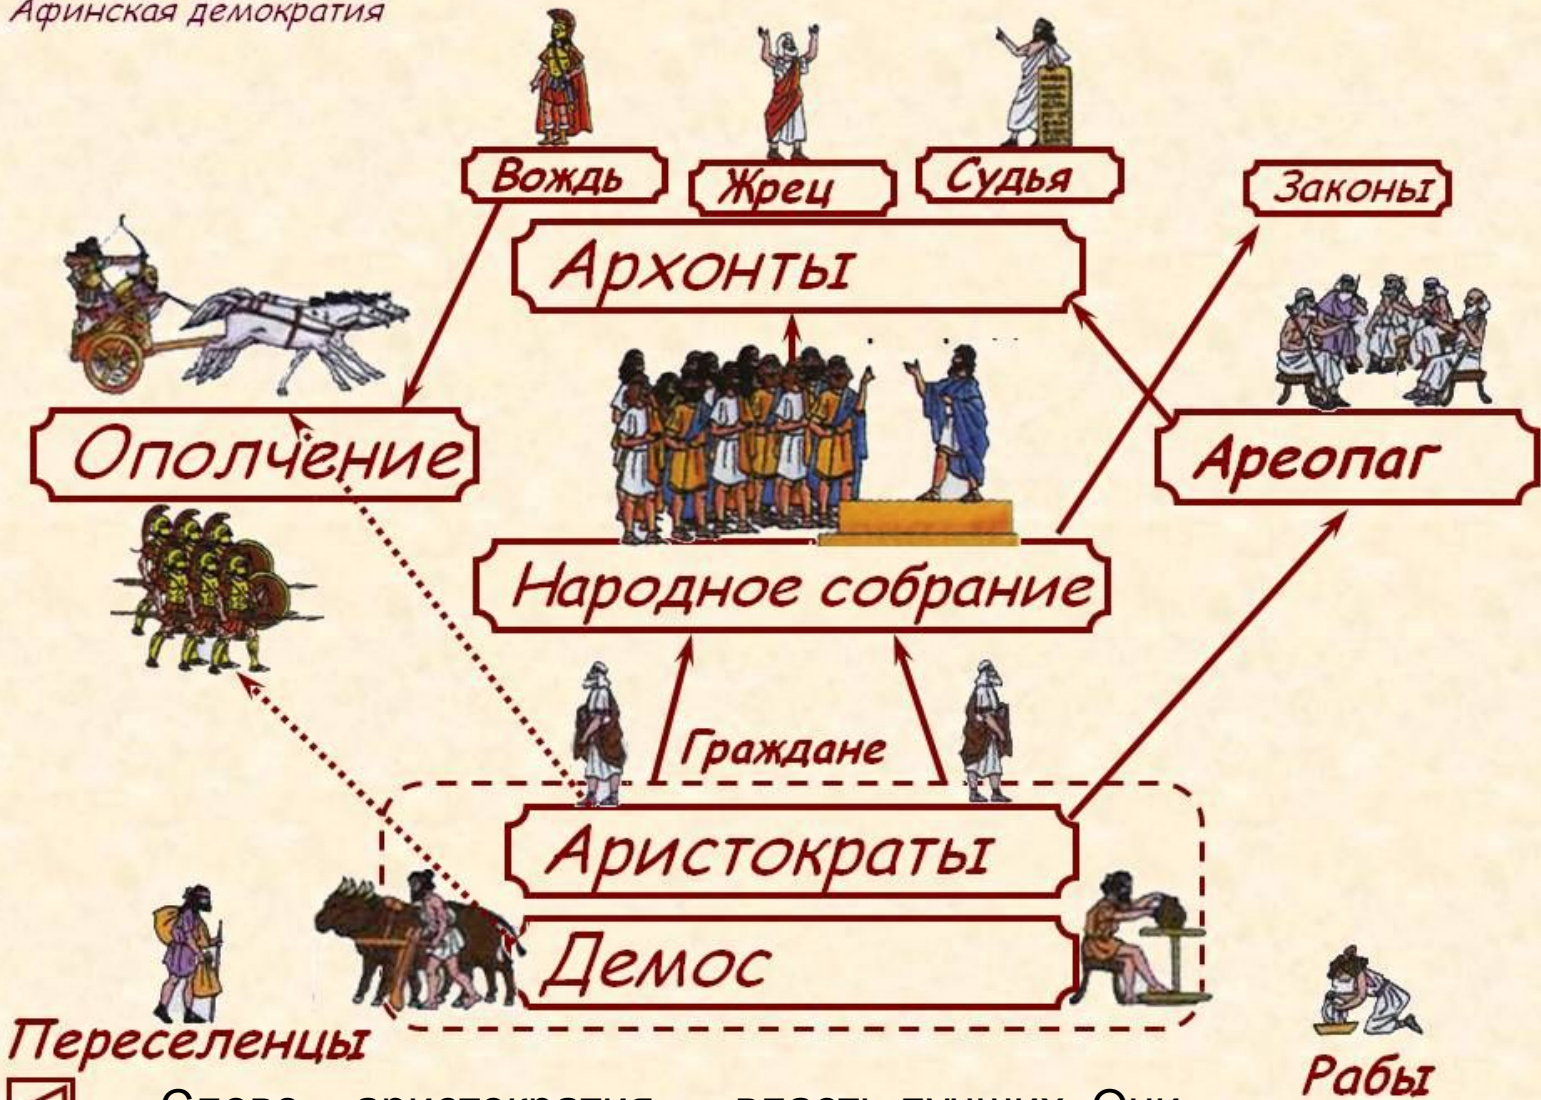 Афинская демократия
Вождь
Жрец
Судья
Законы
Архонты
Ополчение
Ареопаг
Народное собрание
Граждане
Аристократы
Демос
Переселенцы
Рабы